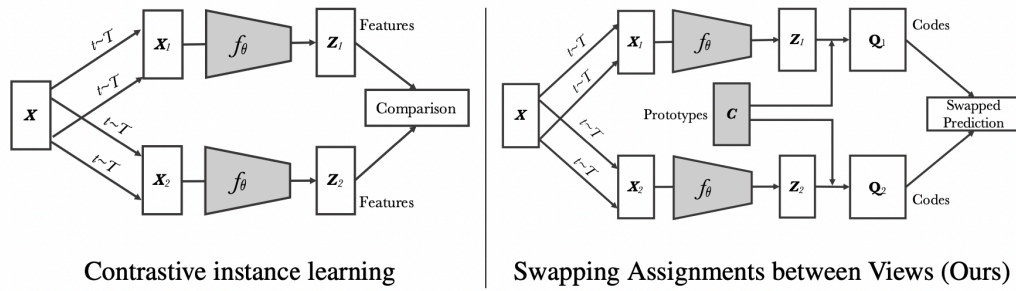 X
t~T
t~T
t~T
t~T
X1
fθ
Z1
Features
Comparison
X2
fθ
Z2
Features
Contrastive instance learning
X
t~T
t~T
t~T
t~T
X1
fθ
Z1
Q1
Codes
Prototypes
C
Swapped
Prediction
X2
fθ
Z2
Q2
Codes
Swapping Assignments between Views (Ours)